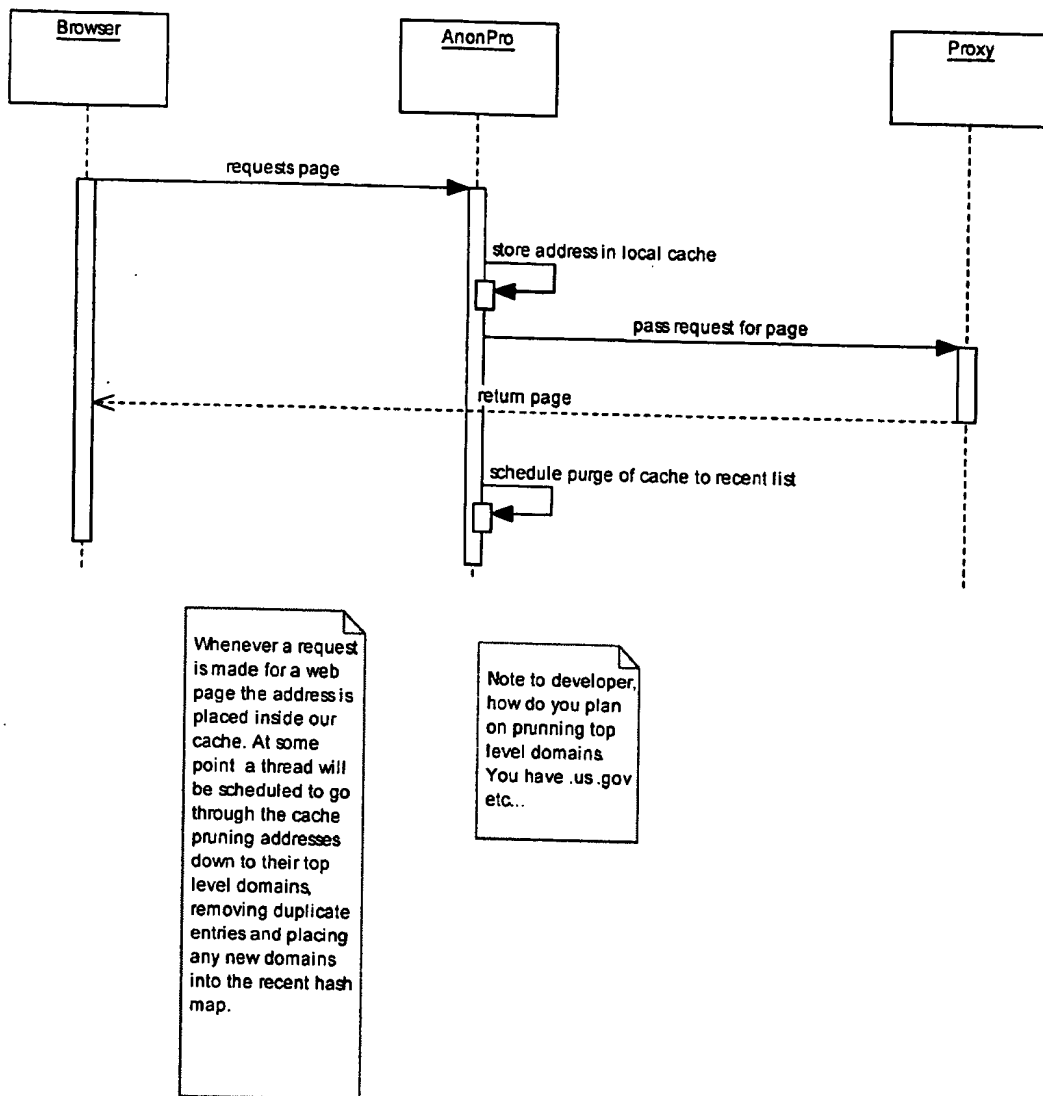 Browser
AnonPro
Proxy
requests page
store address in local cache
pass request for page
return page
schedule purge of cache to recent list
Whenever a request
is made for a web
page the address is
placed inside our
cache. At some
point a thread will
be scheduled to go
through the cache
pruning addresses
down to their top
level domains,
removing duplicate
entries and placing
any new domains
into the recent hash
map.
Note to developer,
how do you plan
on prunning top
level domains.
You have .us .gov
etc...